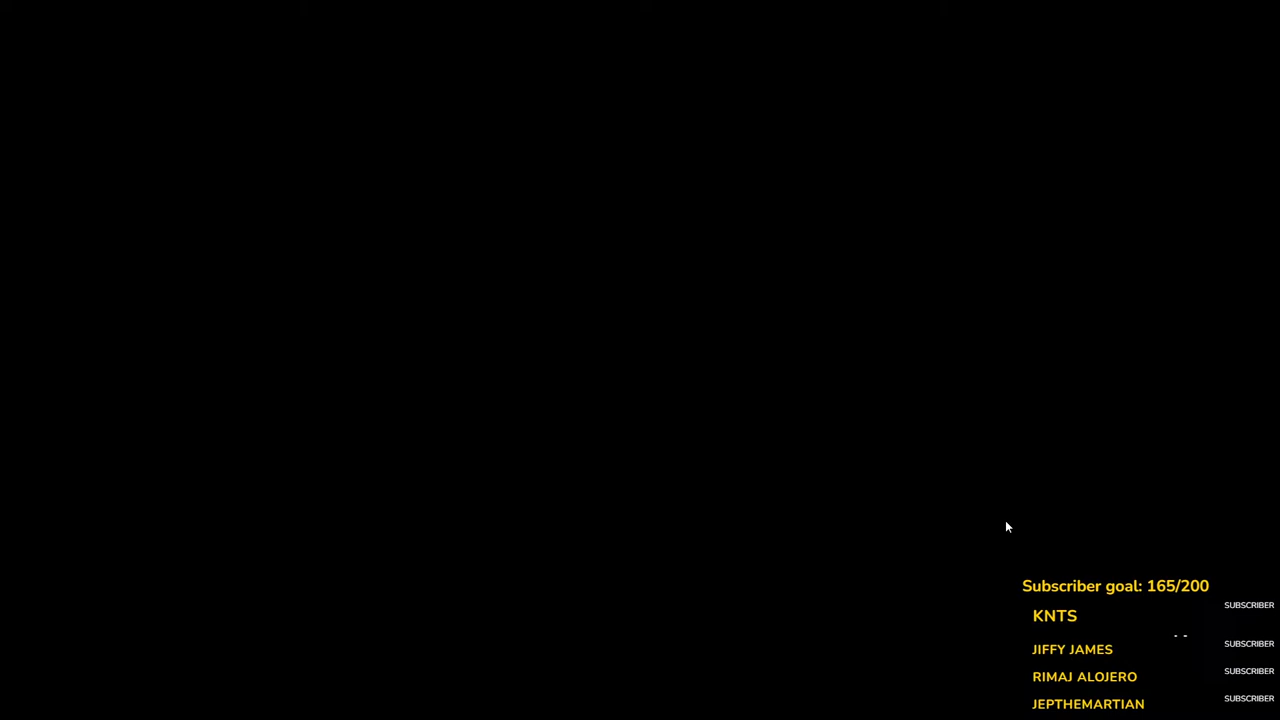 Subscriber goal: 165/200
KNTS SUBSCRIBER
- -
JIFFY JAMES SUBSCRIBER
RIMAJ ALOJERO SUBSCRIBER
JEPTHEMARTIAN SUBSCRIBER